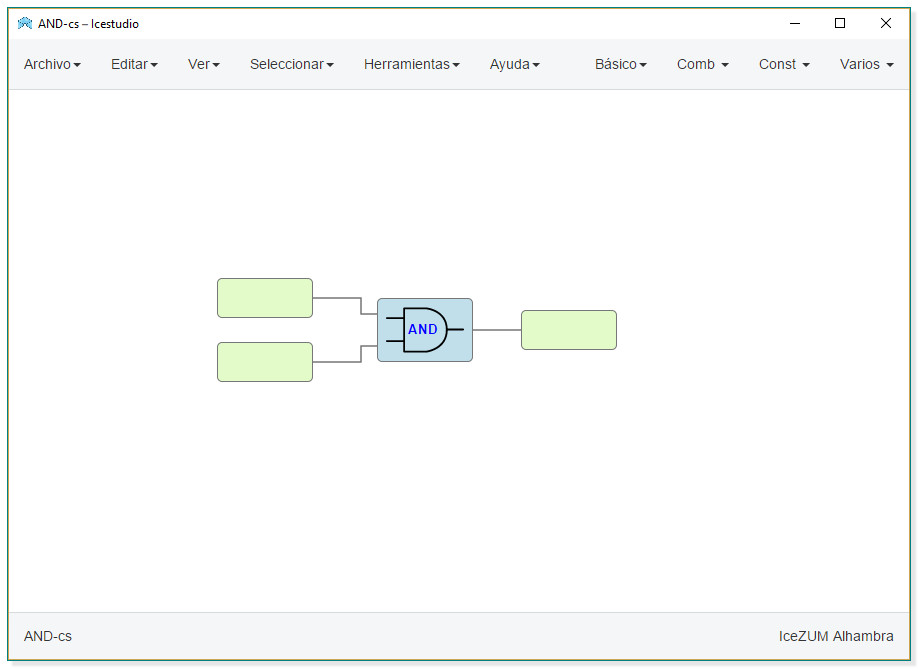 AND-cs – Icestudio
Archivo Editar Ver Seleccionar Herramientas Ayuda Básico Comb Const Varios
AND
AND-cs IceZUM Alhambra